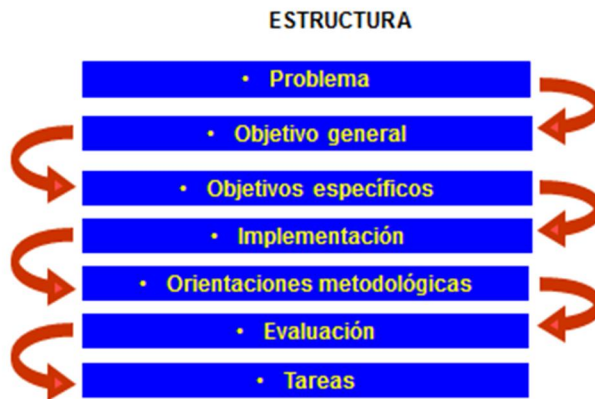 ESTRUCTURA
• Problema
• Objetivo general
• Objetivos específicos
• Implementación
• Orientaciones metodológicas
• Evaluación
• Tareas